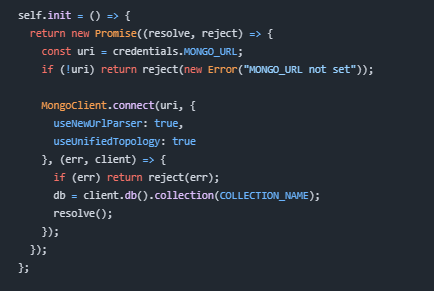 self.init = () => {
  return new Promise((resolve, reject) => {
    const uri = credentials.MONGO_URL;
    if (!uri) return reject(new Error("MONGO_URL not set"));

    MongoClient.connect(uri, {
      useNewUrlParser: true,
      useUnifiedTopology: true
    }, (err, client) => {
      if (err) return reject(err);
      db = client.db().collection(COLLECTION_NAME);
      resolve();
    });
  });
};